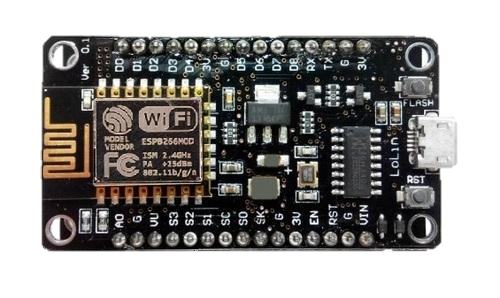 D0 D1 D2 D3 D4 3V G D5 D6 D7 D8 RX TX G 3V
Ver 0.1
FLASH
WiFi
MODEL
VENDOR
ESP8266MOD
FC
ISM 2.4GHz
PA +25dBm
802.11b/g/n
LoLin
RST
AO G VU S3 S2 S1 SC SO SK G 3V EN RST G VIN